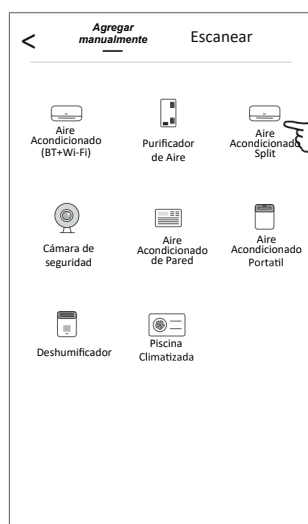 <
Agregar
manualmente
Escanear
Aire
Acondicionado
(BT+Wi-Fi)
Purificador
de Aire
Aire
Acondicionado
Split
Cámara de
seguridad
Aire
Acondicionado
de Pared
Aire
Acondicionado
Portatil
Deshumificador
Piscina
Climatizada